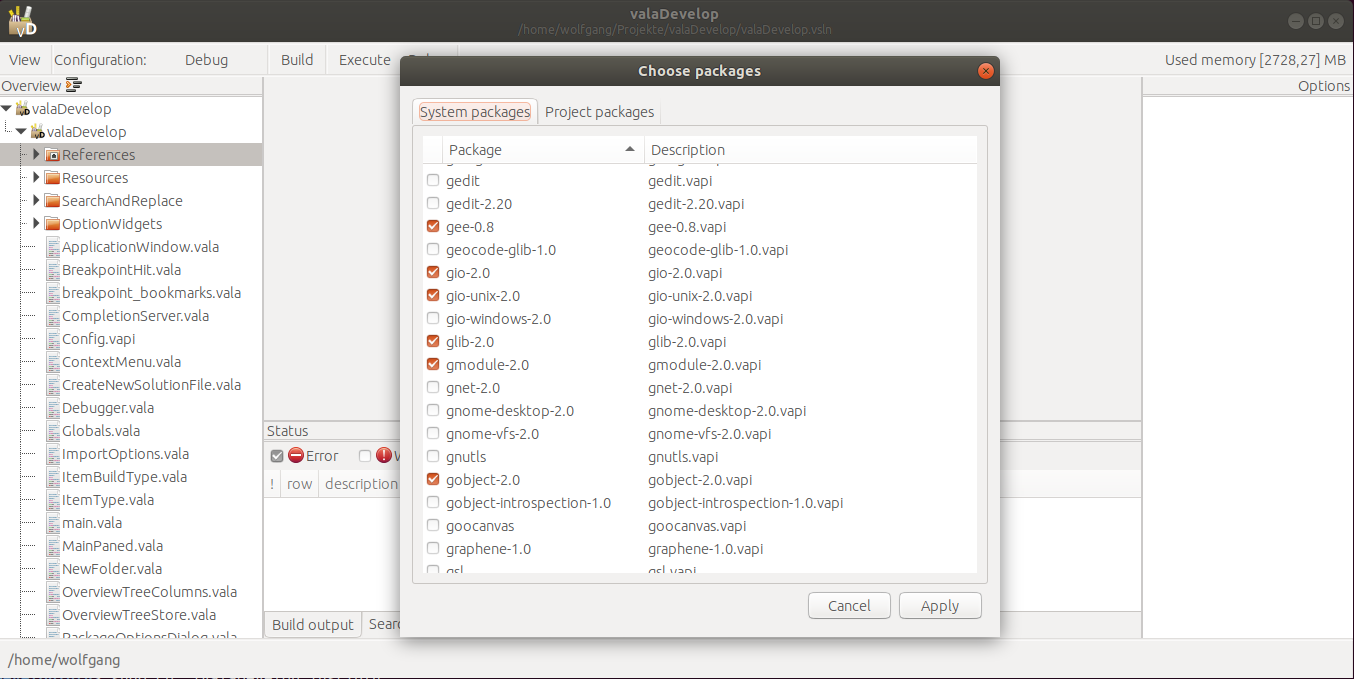 valaDevelop
/home/wolfgang/Projekte/valaDevelop/valaDevelop.vsln
View Configuration: Debug Build Execute Used memory [2728,27] MB
Overview
Options
valaDevelop
valaDevelop
References
Resources
SearchAndReplace
OptionWidgets
ApplicationWindow.vala
BreakpointHit.vala
breakpoint_bookmarks.vala
CompletionServer.vala
Config.vapi
ContextMenu.vala
CreateNewSolutionFile.vala
Debugger.vala
Globals.vala
ImportOptions.vala
ItemBuildType.vala
ItemType.vala
main.vala
MainPaned.vala
NewFolder.vala
OverviewTreeColumns.vala
OverviewTreeStore.vala
PackageOptionsDialog.vala
Choose packages
System packages Project packages
Package Description
gedit gedit.vapi
gedit-2.20 gedit-2.20.vapi
gee-0.8 gee-0.8.vapi
geocode-glib-1.0 geocode-glib-1.0.vapi
gio-2.0 gio-2.0.vapi
gio-unix-2.0 gio-unix-2.0.vapi
gio-windows-2.0 gio-windows-2.0.vapi
glib-2.0 glib-2.0.vapi
gmodule-2.0 gmodule-2.0.vapi
gnet-2.0 gnet-2.0.vapi
gnome-desktop-2.0 gnome-desktop-2.0.vapi
gnome-vfs-2.0 gnome-vfs-2.0.vapi
gnutls gnutls.vapi
gobject-2.0 gobject-2.0.vapi
gobject-introspection-1.0 gobject-introspection-1.0.vapi
goocanvas goocanvas.vapi
graphene-1.0 graphene-1.0.vapi
gsl gsl.vapi
Cancel Apply
Status
Error
! row description
Build output Searc
/home/wolfgang